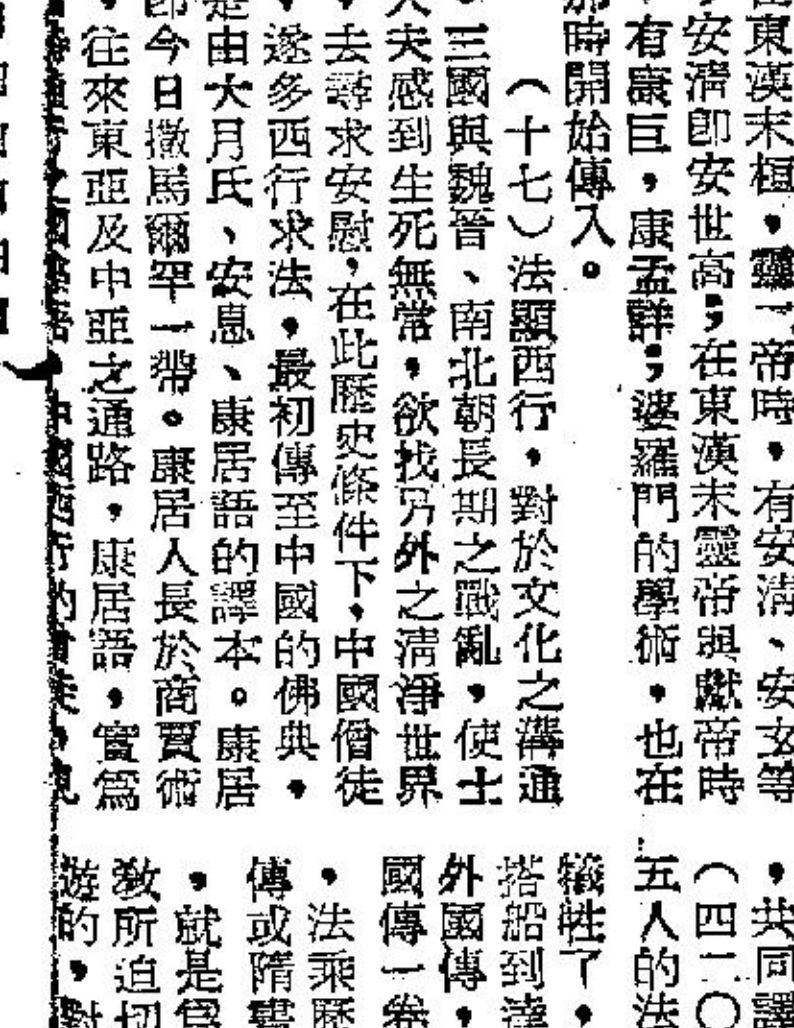 東漢末桓，靈二帝時，有安清、安玄等
安清卽安世高；在東漢末靈帝與獻帝時
有康巨，康孟詳；婆羅門的學術，也在
時開始傳入。
（十七）法顯西行，對於文化之溝通
三國與魏晉、南北朝長期之戰亂，使士
夫感到生死無常，欲找另外之清淨世界
，去尋求安慰，在此歷史條件下，中國僧徒
遂多西行求法，最初傳至中國的佛典，
是由大月氏、安息、康居語的譯本。康居
卽今日撒馬爾罕一帶。康居人長於商賈術
，往來東亞及中亞之通路，康居語，實為
，共同譯
（四二〇
五人的法
犧牲了，
搭船到達
外國傳，
國傳一卷
，法乘歷
傳或隋書
，就是為
敎所迫切
遊的，對